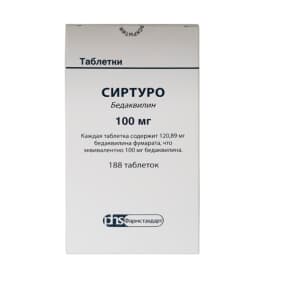 Таблетки
СИРТУРО
Бедаквилин
100 мг
Каждая таблетка содержит 120,89 мг
бедаквилина фумарата, что
эквивалентно 100 мг бедаквилина.
188 таблеток
phs Фармстандарт